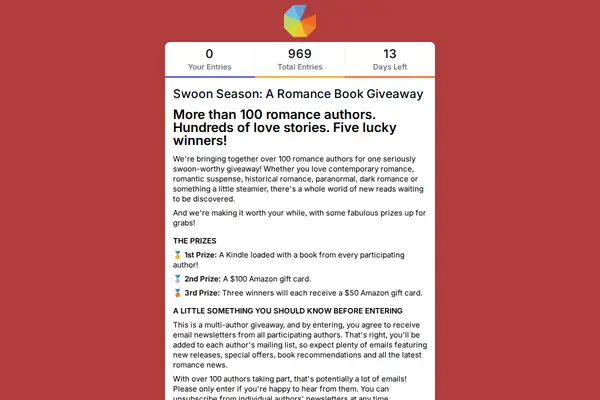 0
Your Entries
969
Total Entries
13
Days Left
Swoon Season: A Romance Book Giveaway
More than 100 romance authors.
Hundreds of love stories. Five lucky
winners!
We're bringing together over 100 romance authors for one seriously
swoon-worthy giveaway! Whether you love contemporary romance,
romantic suspense, historical romance, paranormal, dark romance or
something a little steamier, there's a whole world of new reads waiting
to be discovered.
And we're making it worth your while, with some fabulous prizes up for
grabs!
THE PRIZES
🥇 1st Prize: A Kindle loaded with a book from every participating
author!
🥈 2nd Prize: A $100 Amazon gift card.
🥉 3rd Prize: Three winners will each receive a $50 Amazon gift card.
A LITTLE SOMETHING YOU SHOULD KNOW BEFORE ENTERING
This is a multi-author giveaway, and by entering, you agree to receive
email newsletters from all participating authors. That's right, you'll be
added to each author's mailing list, so expect plenty of emails featuring
new releases, special offers, book recommendations and all the latest
romance news.
With over 100 authors taking part, that's potentially a lot of emails!
Please only enter if you're happy to hear from them. You can
unsubscribe from individual authors' newsletters at any time.